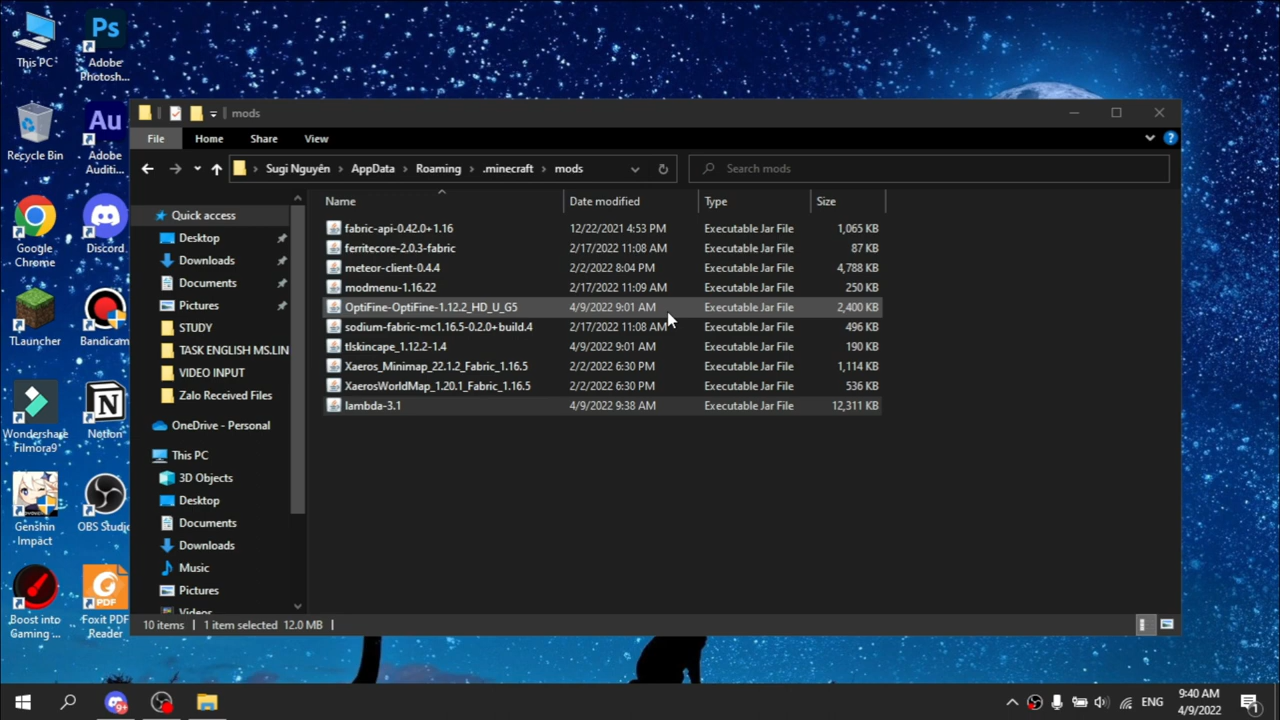 This PC
Adobe
Photosh...
Recycle Bin
Adobe
Auditi...
Google
Chrome
Discord
TLauncher
Bandicam
Wondershare
Filmora9
Notion
Genshin
Impact
OBS Studio
Boost into
Gaming ...
Foxit PDF
Reader
mods
File
Home
Share
View
Sugi Nguyên
AppData
Roaming
.minecraft
mods
Search mods
Quick access
Desktop
Downloads
Documents
Pictures
STUDY
TASK ENGLISH MS.LIN
VIDEO INPUT
Zalo Received Files
OneDrive - Personal
This PC
3D Objects
Desktop
Documents
Downloads
Music
Pictures
Videos
Name Date modified Type Size
fabric-api-0.42.0+1.16 12/22/2021 4:53 PM Executable Jar File 1,065 KB
ferritecore-2.0.3-fabric 2/17/2022 11:08 AM Executable Jar File 87 KB
meteor-client-0.4.4 2/2/2022 8:04 PM Executable Jar File 4,788 KB
modmenu-1.16.22 2/17/2022 11:09 AM Executable Jar File 250 KB
OptiFine-OptiFine-1.12.2_HD_U_G5 4/9/2022 9:01 AM Executable Jar File 2,400 KB
sodium-fabric-mc1.16.5-0.2.0+build.4 2/17/2022 11:08 AM Executable Jar File 496 KB
tlskincape_1.12.2-1.4 4/9/2022 9:01 AM Executable Jar File 190 KB
Xaeros_Minimap_22.1.2_Fabric_1.16.5 2/2/2022 6:30 PM Executable Jar File 1,114 KB
XaerosWorldMap_1.20.1_Fabric_1.16.5 2/2/2022 6:30 PM Executable Jar File 536 KB
lambda-3.1 4/9/2022 9:38 AM Executable Jar File 12,311 KB
10 items
1 item selected 12.0 MB
ENG
9:40 AM
4/9/2022